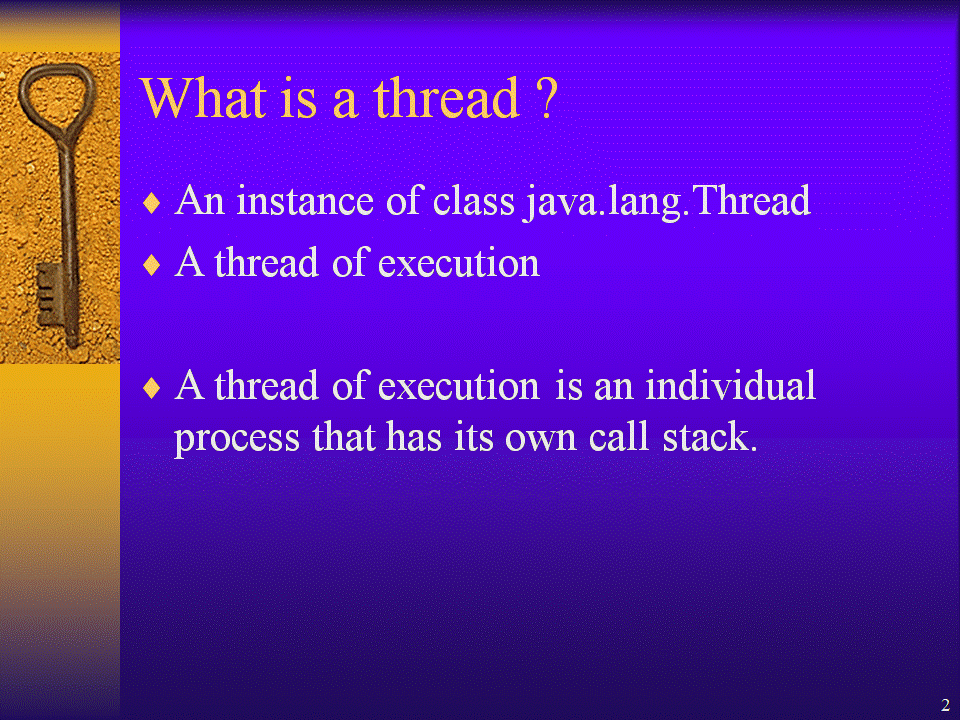 What is a thread ?
♦ An instance of class java.lang.Thread
♦ A thread of execution
♦ A thread of execution is an individual
process that has its own call stack.
2